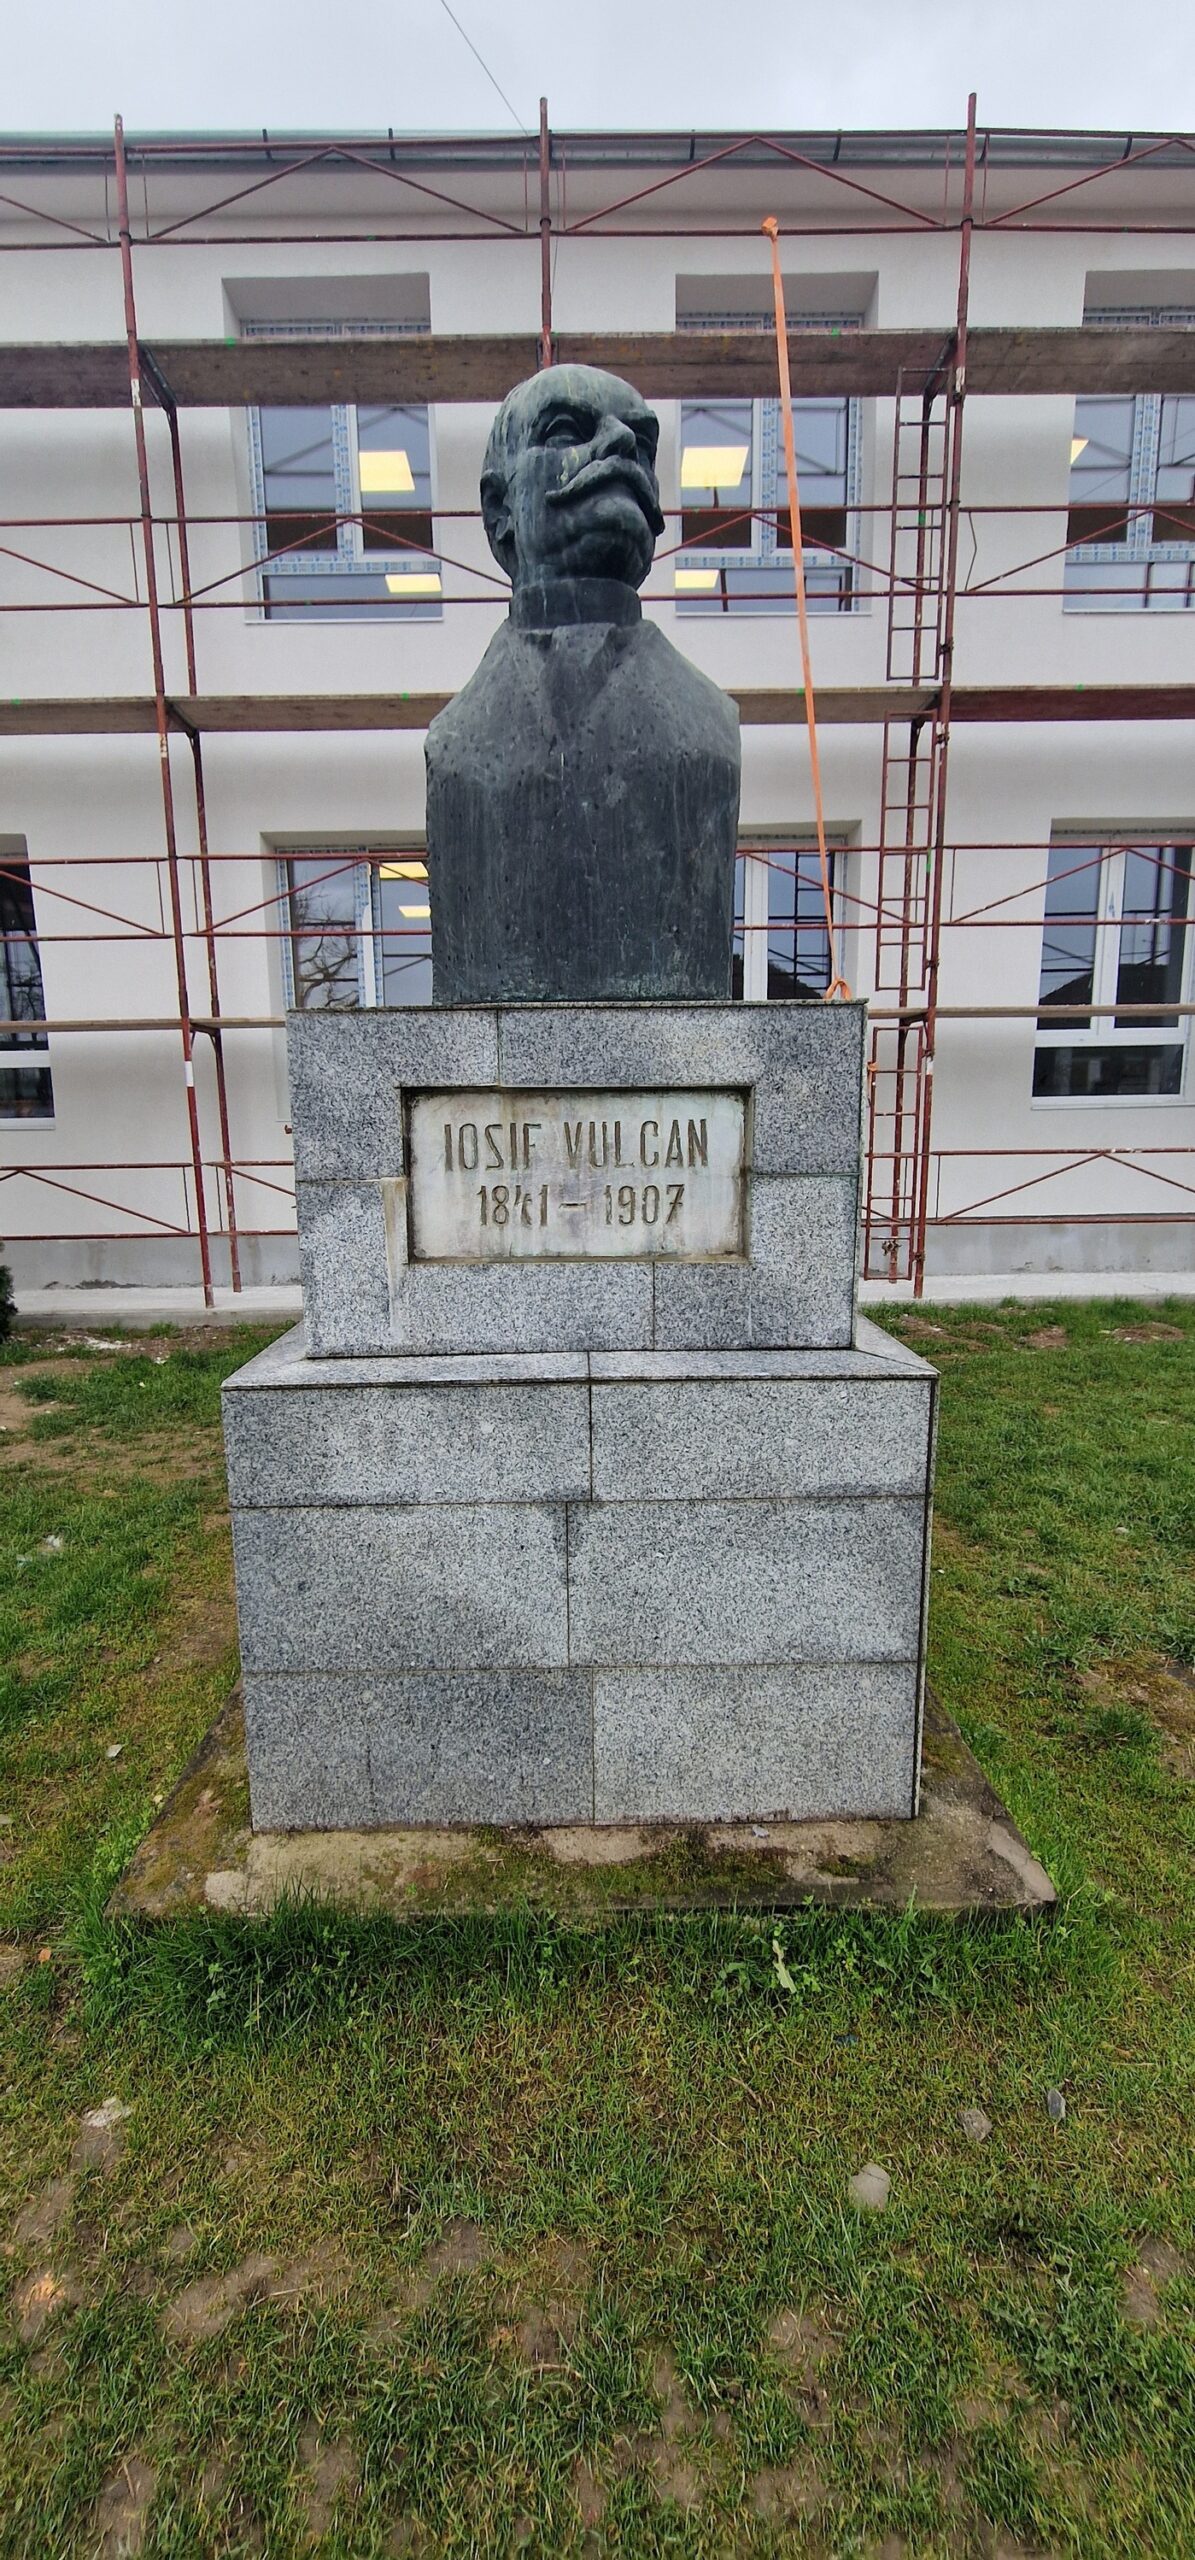 IOSIF VULCAN
1841 – 1907